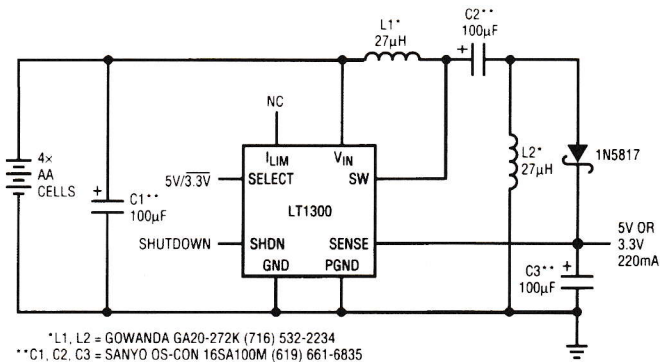 L1*
27μH
C2**
100μF
+
NC
4×
AA
CELLS
+
C1**
100μF
ILIM
VIN
5V/3.3V
SELECT
SW
LT1300
SHUTDOWN
SHDN
SENSE
GND
PGND
L2*
27μH
1N5817
5V OR
3.3V
220mA
C3**
100μF
+
*L1, L2 = GOWANDA GA20-272K (716) 532-2234
**C1, C2, C3 = SANYO OS-CON 16SA100M (619) 661-6835